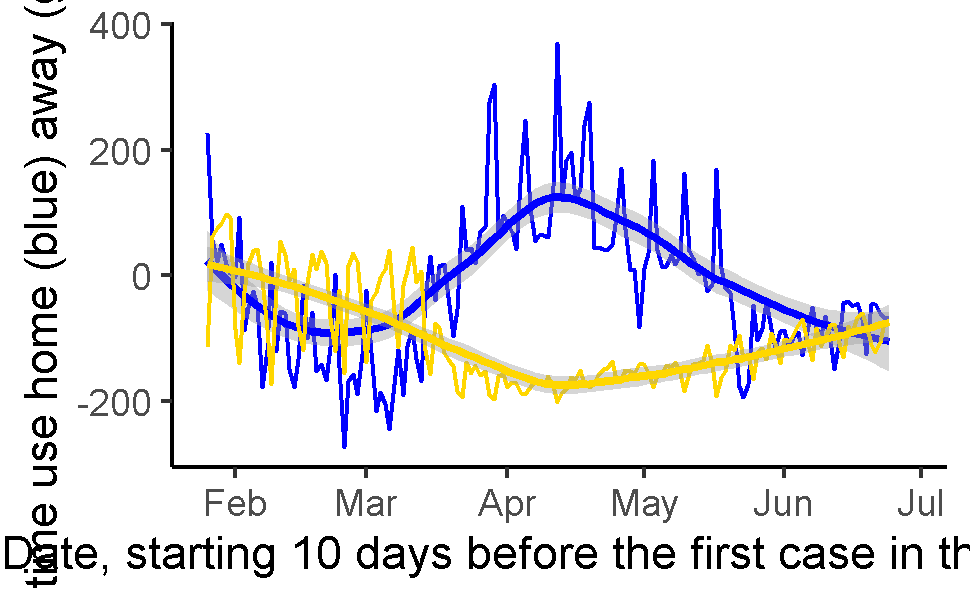 time use home (blue) away (
400
200
0
-200
Feb Mar Apr May Jun Jul
Date, starting 10 days before the first case in th